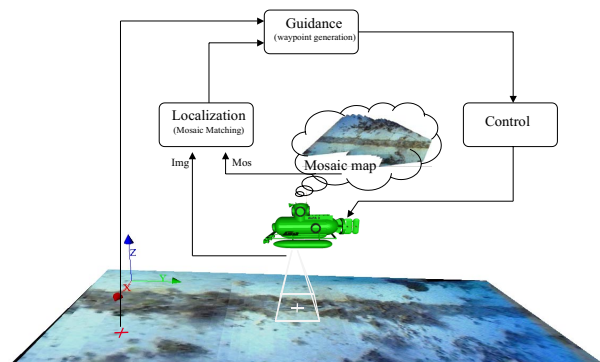 Guidance
(waypoint generation)
Localization
(Mosaic Matching)
Control
Mosaic map
Img
Mos
Z
Y
X